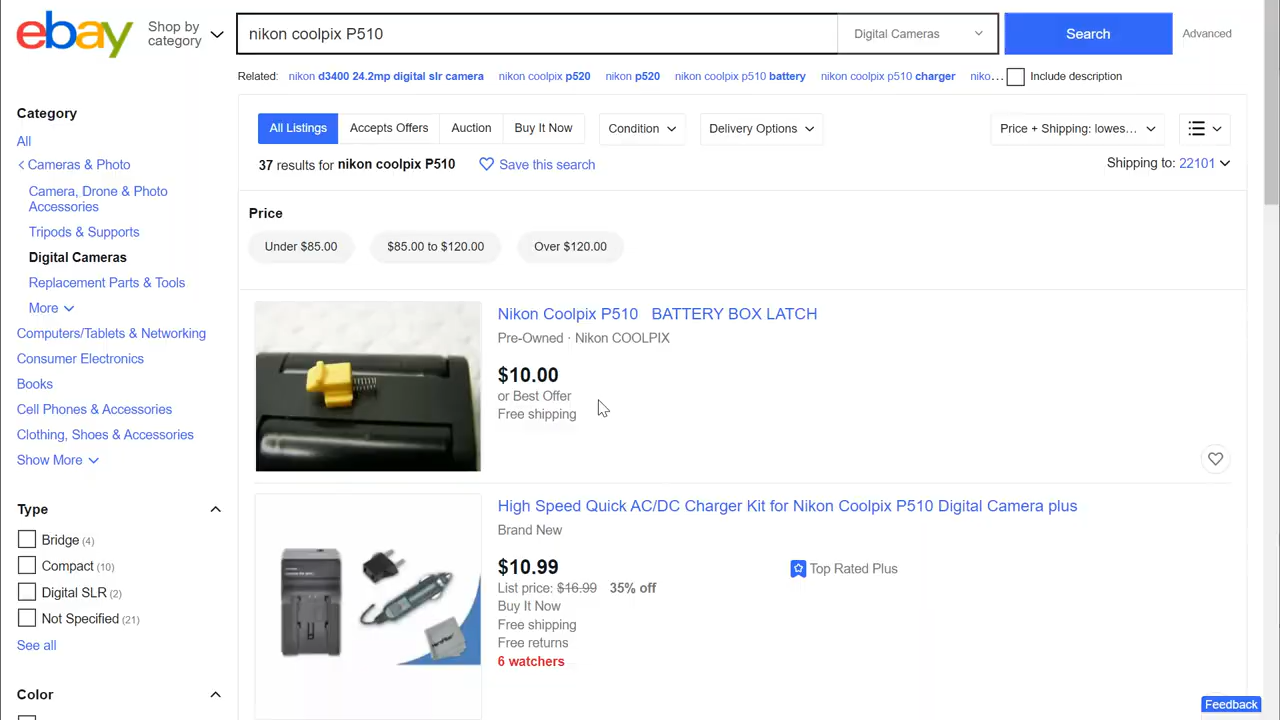 ebay
Shop by
category
nikon coolpix P510
Digital Cameras
Search
Advanced
Related: nikon d3400 24.2mp digital slr camera nikon coolpix p520 nikon p520 nikon coolpix p510 battery nikon coolpix p510 charger niko... Include description
Category
All
Cameras & Photo
Camera, Drone & Photo
Accessories
Tripods & Supports
Digital Cameras
Replacement Parts & Tools
More
Computers/Tablets & Networking
Consumer Electronics
Books
Cell Phones & Accessories
Clothing, Shoes & Accessories
Show More
Type
Bridge (4)
Compact (10)
Digital SLR (2)
Not Specified (21)
See all
Color
All Listings Accepts Offers Auction Buy It Now Condition Delivery Options Price + Shipping: lowes...
37 results for nikon coolpix P510 Save this search Shipping to: 22101
Price
Under $85.00 $85.00 to $120.00 Over $120.00
Nikon Coolpix P510 BATTERY BOX LATCH
Pre-Owned · Nikon COOLPIX
$10.00
or Best Offer
Free shipping
High Speed Quick AC/DC Charger Kit for Nikon Coolpix P510 Digital Camera plus
Brand New
$10.99
Top Rated Plus
List price: $16.99 35% off
Buy It Now
Free shipping
Free returns
6 watchers
Feedback